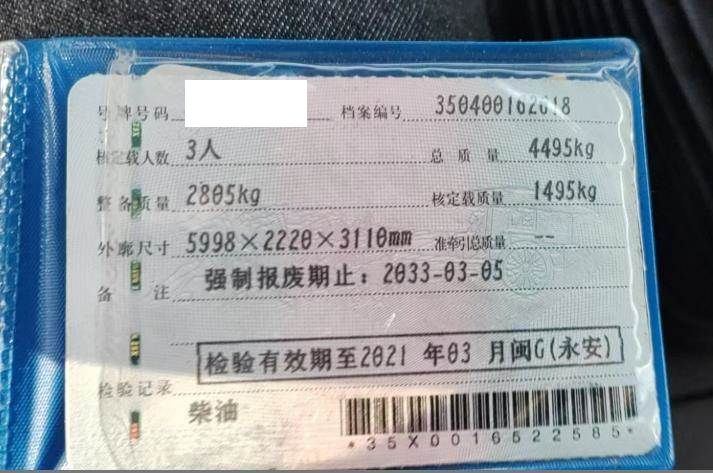 号牌号码 档案编号 350400162618
核定载人数 3人 总质量 4495kg
整备质量 2805kg 核定载质量 1495kg
外廓尺寸 5998×2220×3110mm 准牵引总质量 --
备注 强制报废期止：2033-03-05
检验有效期至2021 年03 月闽G(永安)
检验记录
柴油
*35X0016522585*